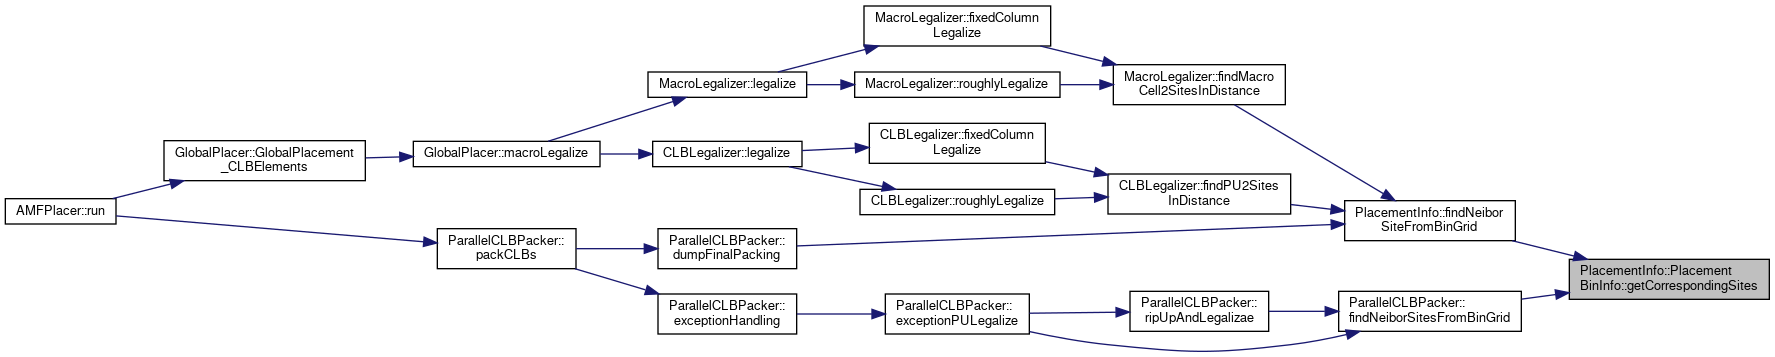 MacroLegalizer::fixedColumn
Legalize
MacroLegalizer::legalize
MacroLegalizer::roughlyLegalize
MacroLegalizer::findMacro
Cell2SitesInDistance
GlobalPlacer::GlobalPlacement
_CLBElements
GlobalPlacer::macroLegalize
CLBLegalizer::legalize
CLBLegalizer::fixedColumn
Legalize
CLBLegalizer::roughlyLegalize
CLBLegalizer::findPU2Sites
InDistance
AMFPlacer::run
PlacementInfo::findNeibor
SiteFromBinGrid
ParallelCLBPacker::
packCLBs
ParallelCLBPacker::
dumpFinalPacking
PlacementInfo::Placement
BinInfo::getCorrespondingSites
ParallelCLBPacker::
exceptionHandling
ParallelCLBPacker::
exceptionPULegalize
ParallelCLBPacker::
ripUpAndLegalizae
ParallelCLBPacker::
findNeiborSitesFromBinGrid